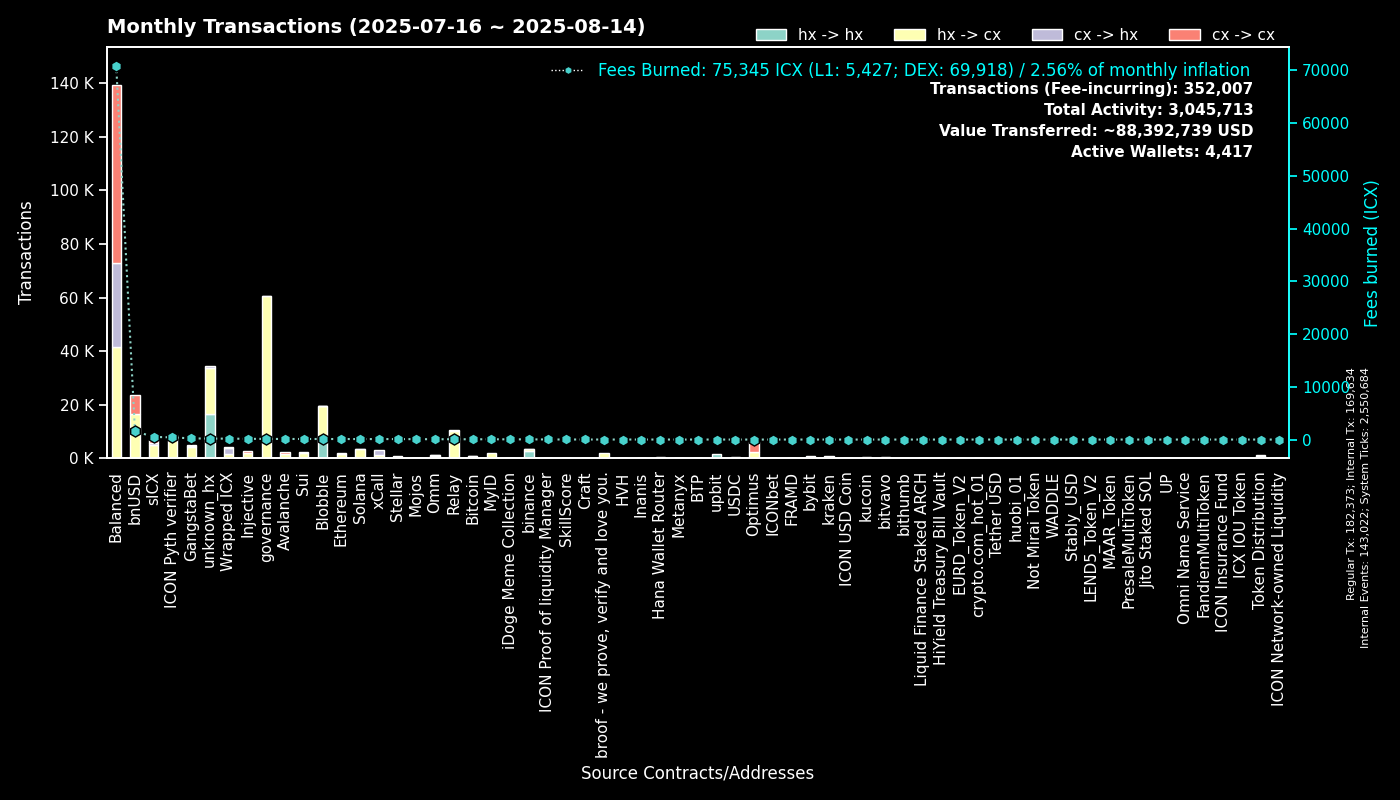 Monthly Transactions (2025-07-16 ~ 2025-08-14)
hx -> hx
hx -> cx
cx -> hx
cx -> cx
Fees Burned: 75,345 ICX (L1: 5,427; DEX: 69,918) / 2.56% of monthly inflation
Transactions (Fee-incurring): 352,007
Total Activity: 3,045,713
Value Transferred: ~88,392,739 USD
Active Wallets: 4,417
Transactions
140 K
120 K
100 K
80 K
60 K
40 K
20 K
0 K
70000
60000
50000
40000
30000
20000
10000
0
Fees burned (ICX)
Regular Tx: 182,373; Internal Tx: 169,634
Internal Events: 143,022; System Ticks: 2,550,684
Balanced
bnUSD
sICX
ICON Pyth verifier
GangstaBet
unknown_hx
Wrapped_ICX
Injective
governance
Avalanche
Sui
Blobble
Ethereum
Solana
xCall
Stellar
Mojos
Omm
Relay
Bitcoin
MyID
iDoge Meme Collection
binance
ICON Proof of liquidity Manager
SkillScore
Craft
broof - we prove, verify and love you.
HVH
Inanis
Hana Wallet Router
Metanyx
BTP
upbit
USDC
Optimus
ICONbet
FRAMD
bybit
kraken
ICON USD Coin
kucoin
bitvavo
bithumb
Liquid Finance Staked ARCH
HiYield Treasury Bill Vault
EURD_Token_V2
crypto.com_hot_01
Tether_USD
huobi_01
Not Mirai Token
WADDLE
Stably_USD
LEND5_Token_V2
MAAR_Token
PresaleMultiToken
Jito Staked SOL
UP
Omni Name Service
FandiemMultiToken
ICON Insurance Fund
ICX IOU Token
Token Distribution
ICON Network-owned Liquidity
Source Contracts/Addresses